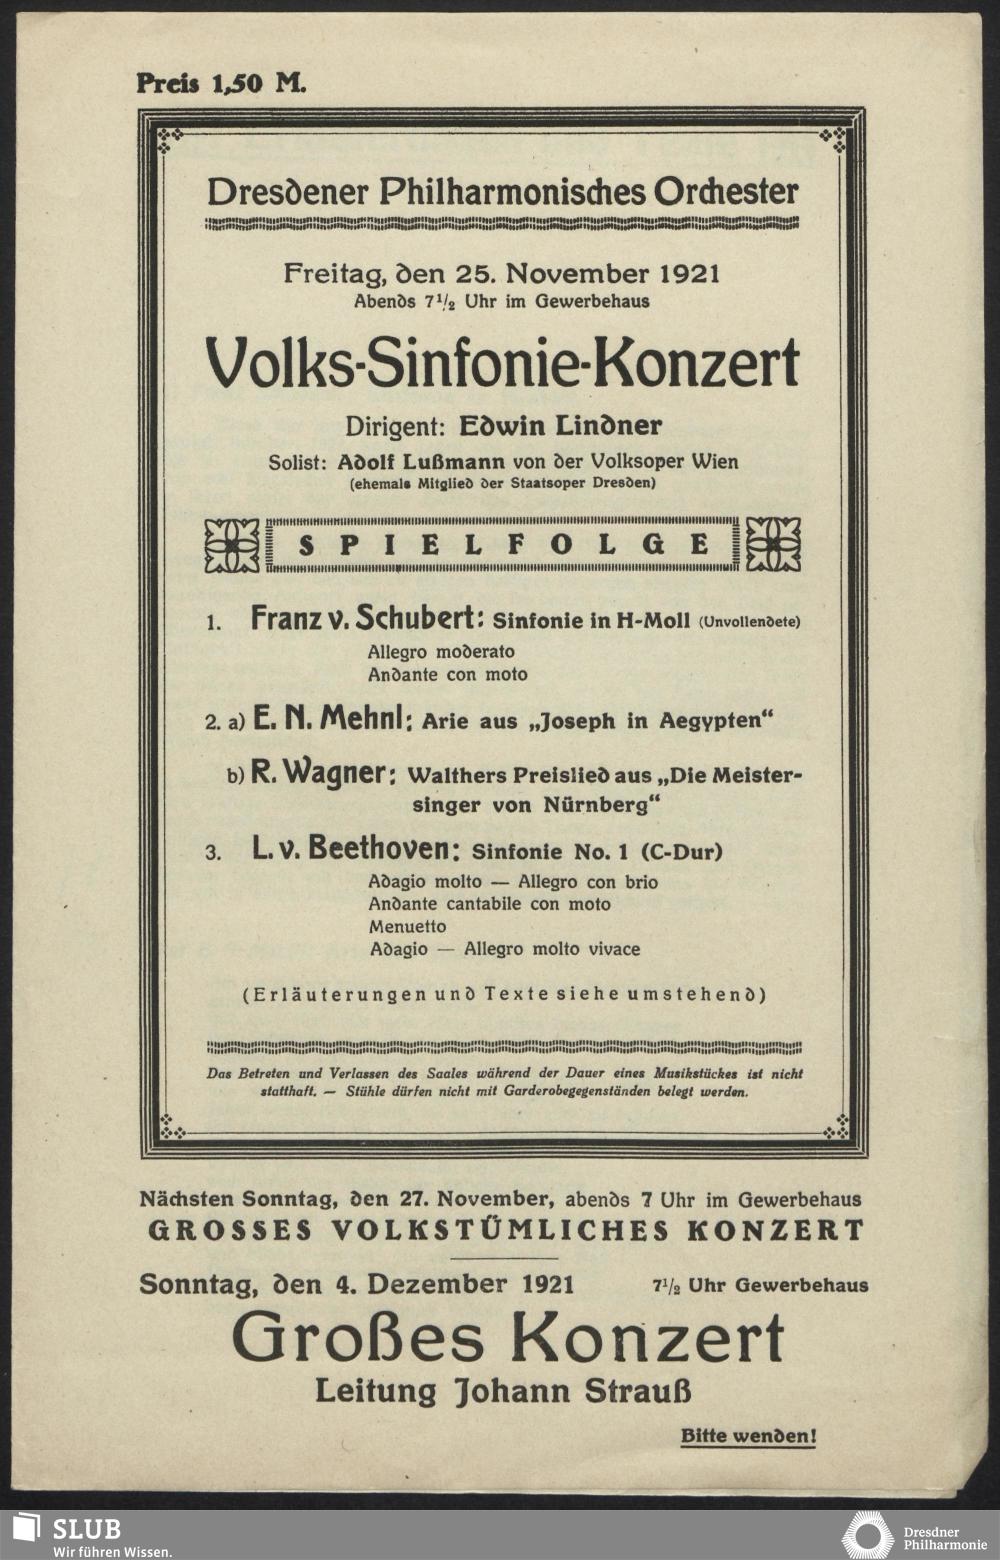 Preis 1,50 M.
Dresdener Philharmonisches Orchester
Freitag, den 25. November 1921
Abends 7½ Uhr im Gewerbehaus
Volks-Sinfonie-Konzert
Dirigent: Edwin Lindner
Solist: Adolf Lußmann von der Volksoper Wien
(ehemals Mitglied der Staatsoper Dresden)
SPIELFOLGE
1. Franz v. Schubert: Sinfonie in H-Moll (Unvollendete)
Allegro moderato
Andante con moto
2. a) E. N. Mehnl: Arie aus „Joseph in Aegypten“
b) R. Wagner: Walthers Preislied aus „Die Meister-
singer von Nürnberg“
3. L. v. Beethoven: Sinfonie No. 1 (C-Dur)
Adagio molto — Allegro con brio
Andante cantabile con moto
Menuetto
Adagio — Allegro molto vivace
(Erläuterungen und Texte siehe umstehend)
Das Betreten und Verlassen des Saales während der Dauer eines Musikstückes ist nicht
statthaft. — Stühle dürfen nicht mit Garderobegegenständen belegt werden.
Nächsten Sonntag, den 27. November, abends 7 Uhr im Gewerbehaus
GROSSES VOLKSTÜMLICHES KONZERT
Sonntag, den 4. Dezember 1921 7½ Uhr Gewerbehaus
Großes Konzert
Leitung Johann Strauß
Bitte wenden!
SLUB
Wir führen Wissen.
Dresdner
Philharmonie